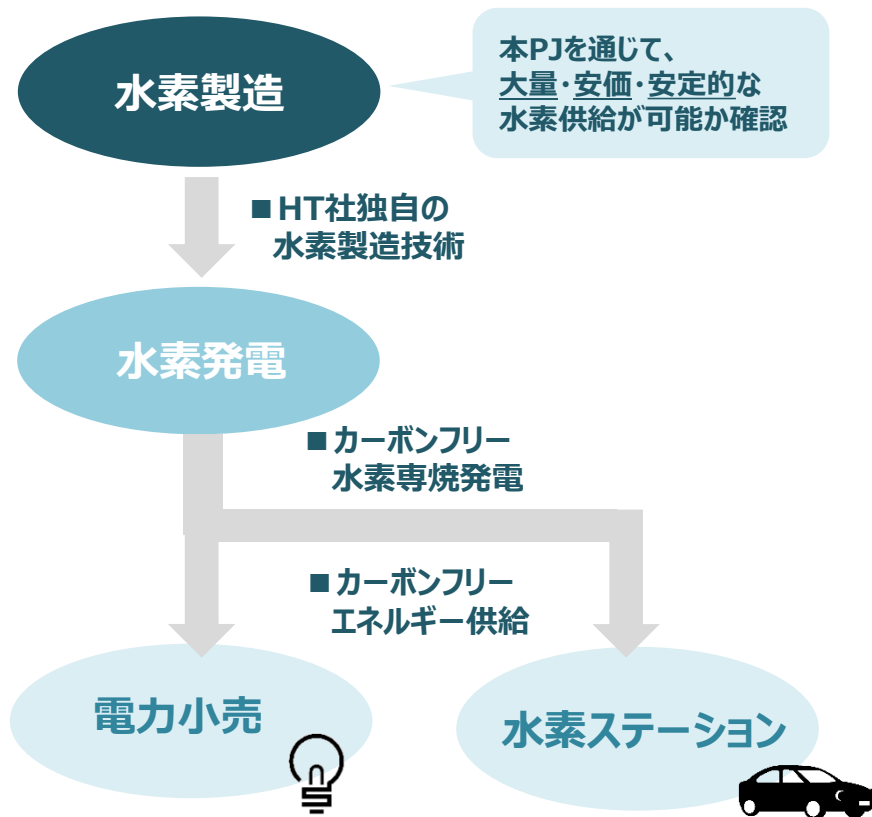 水素製造
本PJを通じて、
大量・安価・安定的な
水素供給が可能か確認
■HT社独自の
水素製造技術
水素発電
■カーボンフリー
水素専焼発電
■カーボンフリー
エネルギー供給
電力小売
水素ステーション